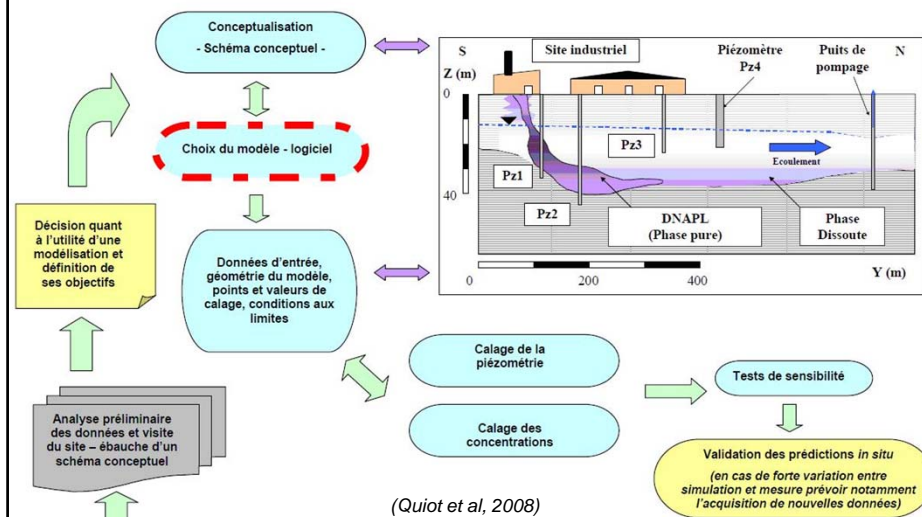 Conceptualisation
- Schéma conceptuel -
Choix du modèle - logiciel
Décision quant
à l'utilité d'une
modélisation et
définition de
ses objectifs
Données d'entrée,
géométrie du modèle,
points et valeurs de
calage, conditions aux
limites
Analyse préliminaire
des données et visite
du site – ébauche d'un
schéma conceptuel
S
Site industriel
N
Z (m)
Piézomètre
Pz4
Puits de
pompage
0
40
Pz3
Pz1
Pz2
Ecoulement
DNAPL
(Phase pure)
Phase
Dissoute
0
200
400
Y (m)
Calage de la
piézométrie
Calage des
concentrations
Tests de sensibilité
Validation des prédictions in situ
(en cas de forte variation entre
simulation et mesure prévoir notamment
l'acquisition de nouvelles données)
(Quiot et al, 2008)